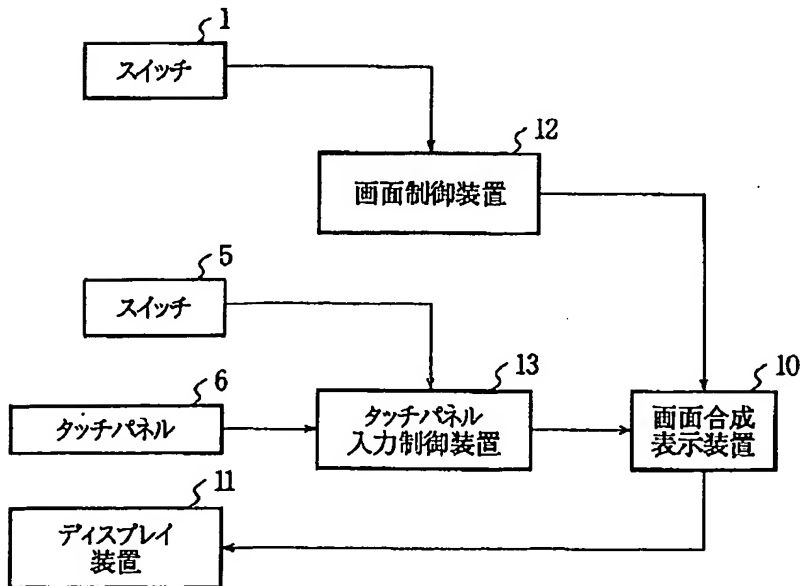 1
スイッチ
12
画面制御装置
5
スイッチ
6
タッチパネル
13
タッチパネル
入力制御装置
10
画面合成
表示装置
11
ディスプレイ
装置